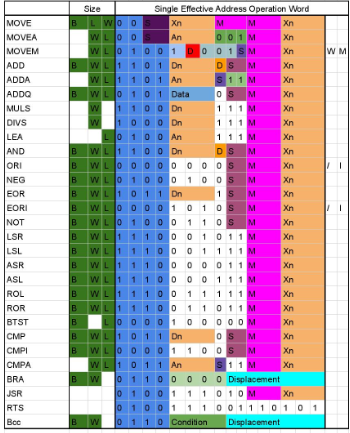 Size Single Effective Address Operation Word
MOVE B L W 0 0 S Xn M M Xn
MOVEA W L 0 0 S An 0 0 1 M Xn
MOVEM W L 0 1 0 0 1 D 0 0 1 S M Xn W M
ADD B W L 1 1 0 1 Dn D S M Xn
ADDA W L 1 1 0 1 An S 1 1 M Xn
ADDQ B W L 0 1 0 1 Data 0 S M Xn
MULS W 1 1 0 0 Dn 1 1 1 M Xn
DIVS W 1 0 0 0 Dn 1 1 1 M Xn
LEA L 0 1 0 0 An 1 1 1 M Xn
AND B W L 1 1 0 0 Dn D S M Xn
ORI B W L 0 0 0 0 0 0 0 0 S M Xn / I
NEG B W L 0 1 0 0 0 1 0 0 S M Xn
EOR B W L 1 0 1 1 Dn 1 S M Xn
EORI B W L 0 0 0 0 1 0 1 0 S M Xn / I
NOT B W L 0 1 0 0 0 1 1 0 S M Xn
LSR B W L 1 1 1 0 0 0 1 0 1 1 M Xn
LSL B W L 1 1 1 0 0 0 1 1 1 1 M Xn
ASR B W L 1 1 1 0 0 0 0 0 1 1 M Xn
ASL B W L 1 1 1 0 0 0 0 1 1 1 M Xn
ROL B W L 1 1 1 0 0 1 1 1 1 1 M Xn
ROR B W L 1 1 1 0 0 1 1 0 1 1 M Xn
BTST B L 0 0 0 0 1 0 0 0 0 0 M Xn
CMP B W L 1 0 1 1 Dn 0 S M Xn
CMPI B W L 0 0 0 0 1 1 0 0 S M Xn
CMPA W L 1 0 1 1 An S 1 1 M Xn
BRA B W 0 1 1 0 0 0 0 0 Displacement
JSR 0 1 0 0 1 1 1 0 1 0 M Xn
RTS 0 1 0 0 1 1 1 0 0 1 1 1 0 1 0 1
Bcc B W 0 1 1 0 Condition Displacement